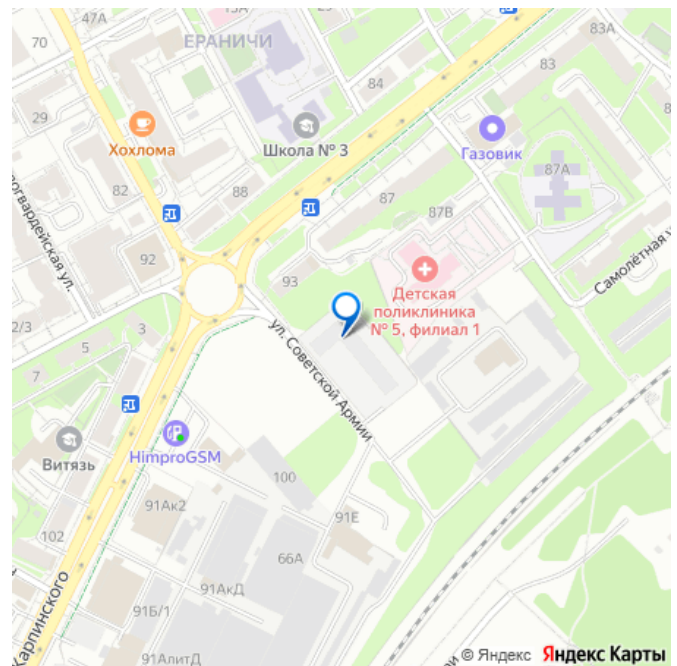 47А
13А
70
ЕРАНИЧИ
83А
83
84
29
Хохлома
Школа № 3
Газовик
87А
82
88
87
87В
92
93
Самолётная у
Детская
поликлиника
№ 5, филиал 1
2/3
3
5
7
ул. Советской Армии
Витязь
HimproGSM
100
91Ак2
91Е
102
66А
91АкД
91Б/1
Карпинского
91АлитД
© Яндекс
Яндекс Карты